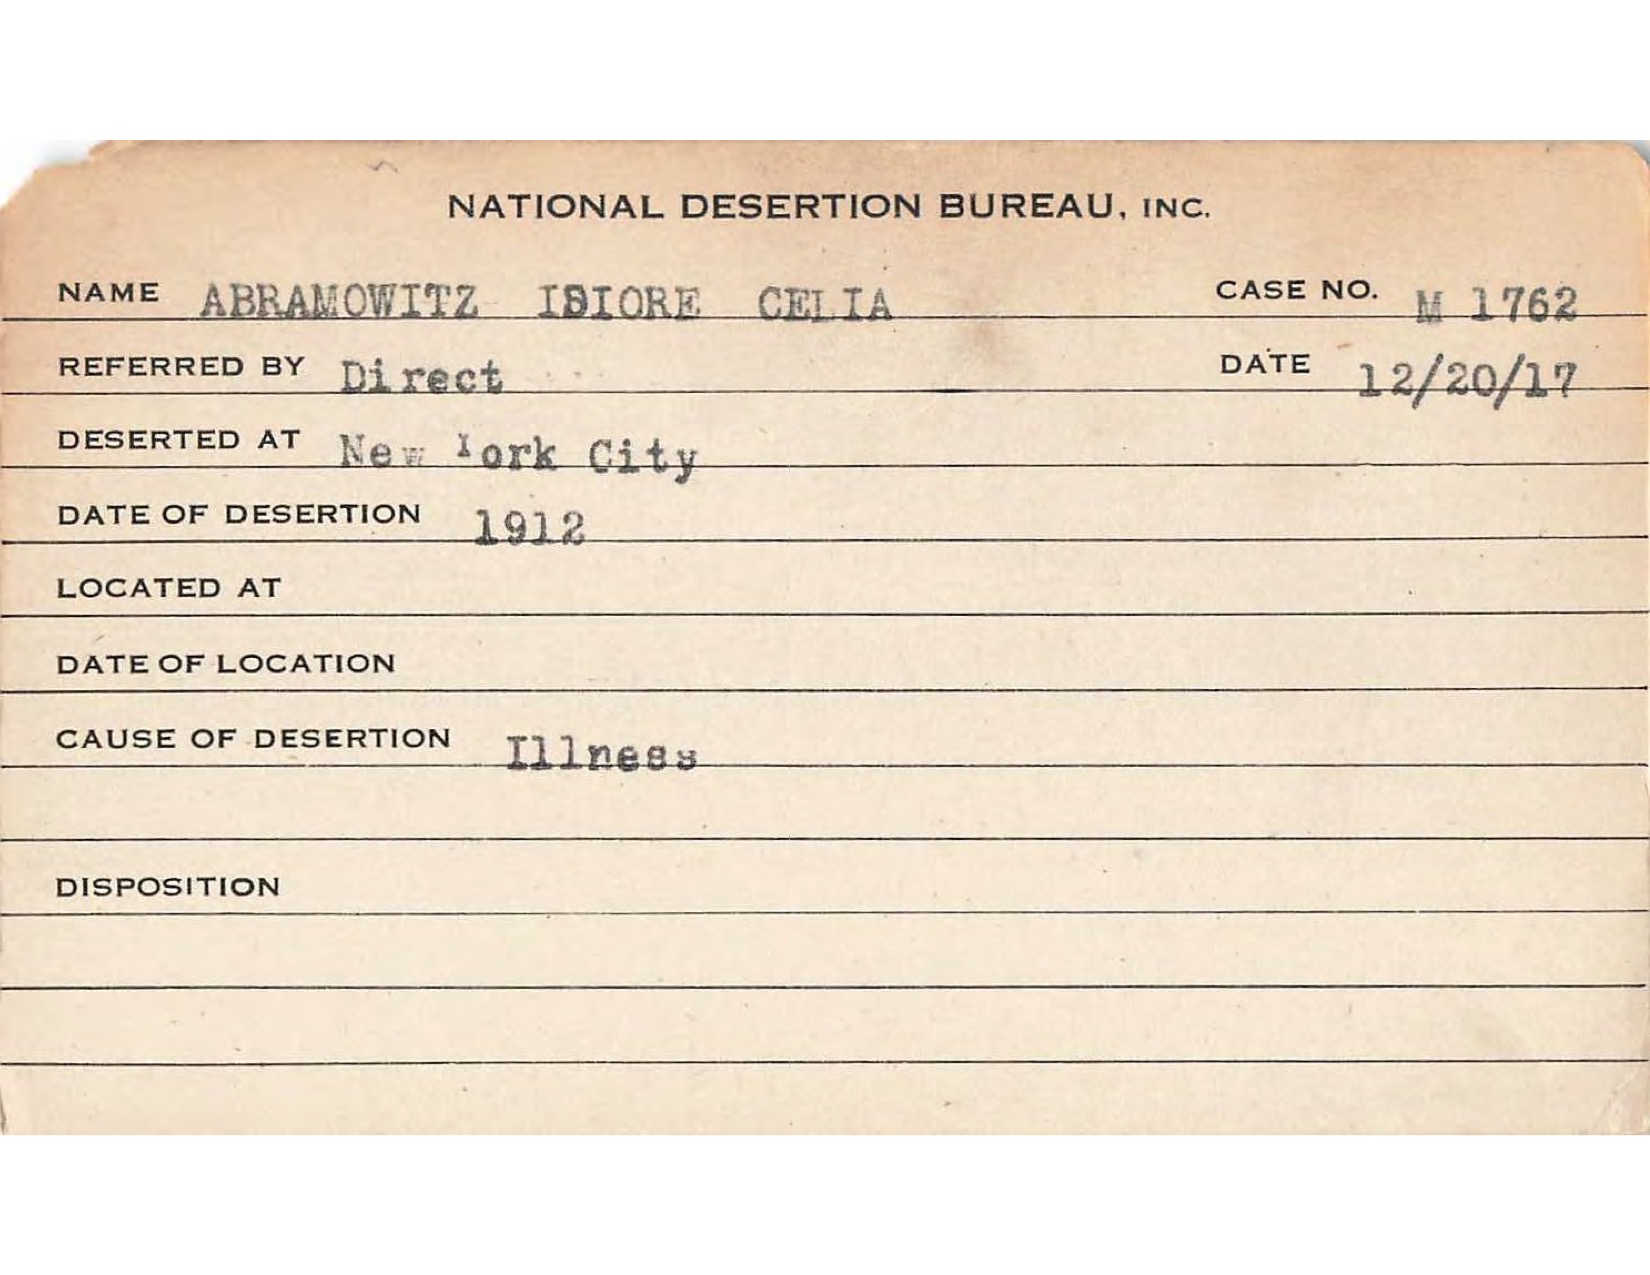 NATIONAL DESERTION BUREAU, INC.
NAME ABRAMOWITZ ISIORE CELIA CASE NO. M 1762
REFERRED BY Direct DATE 12/20/17
DESERTED AT New York City
DATE OF DESERTION 1912
LOCATED AT
DATE OF LOCATION
CAUSE OF DESERTION Illness
DISPOSITION